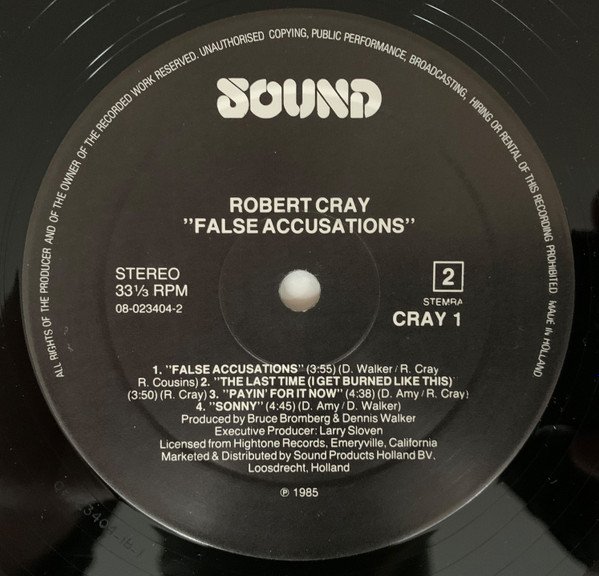 ALL RIGHTS OF THE PRODUCER AND OF THE OWNER OF THE RECORDED WORK RESERVED. UNAUTHORISED COPYING, PUBLIC PERFORMANCE, BROADCASTING, HIRING OR RENTAL OF THIS RECORDING PROHIBITED MADE IN HOLLAND
SOUND
ROBERT CRAY
"FALSE ACCUSATIONS"
STEREO
33⅓ RPM
08-023404-2
2
STEMRA
CRAY 1
1. "FALSE ACCUSATIONS" (3:55) (D. Walker / R. Cray
R. Cousins) 2. "THE LAST TIME (I GET BURNED LIKE THIS)
(3:50) (R. Cray) 3. "PAYIN' FOR IT NOW" (4:38) (D. Amy / R. Cray)
4. "SONNY" (4:45) (D. Amy / D. Walker)
Produced by Bruce Bromberg & Dennis Walker
Executive Producer: Larry Sloven
Licensed from Hightone Records, Emeryville, California
Marketed & Distributed by Sound Products Holland BV.
Loosdrecht, Holland
℗ 1985